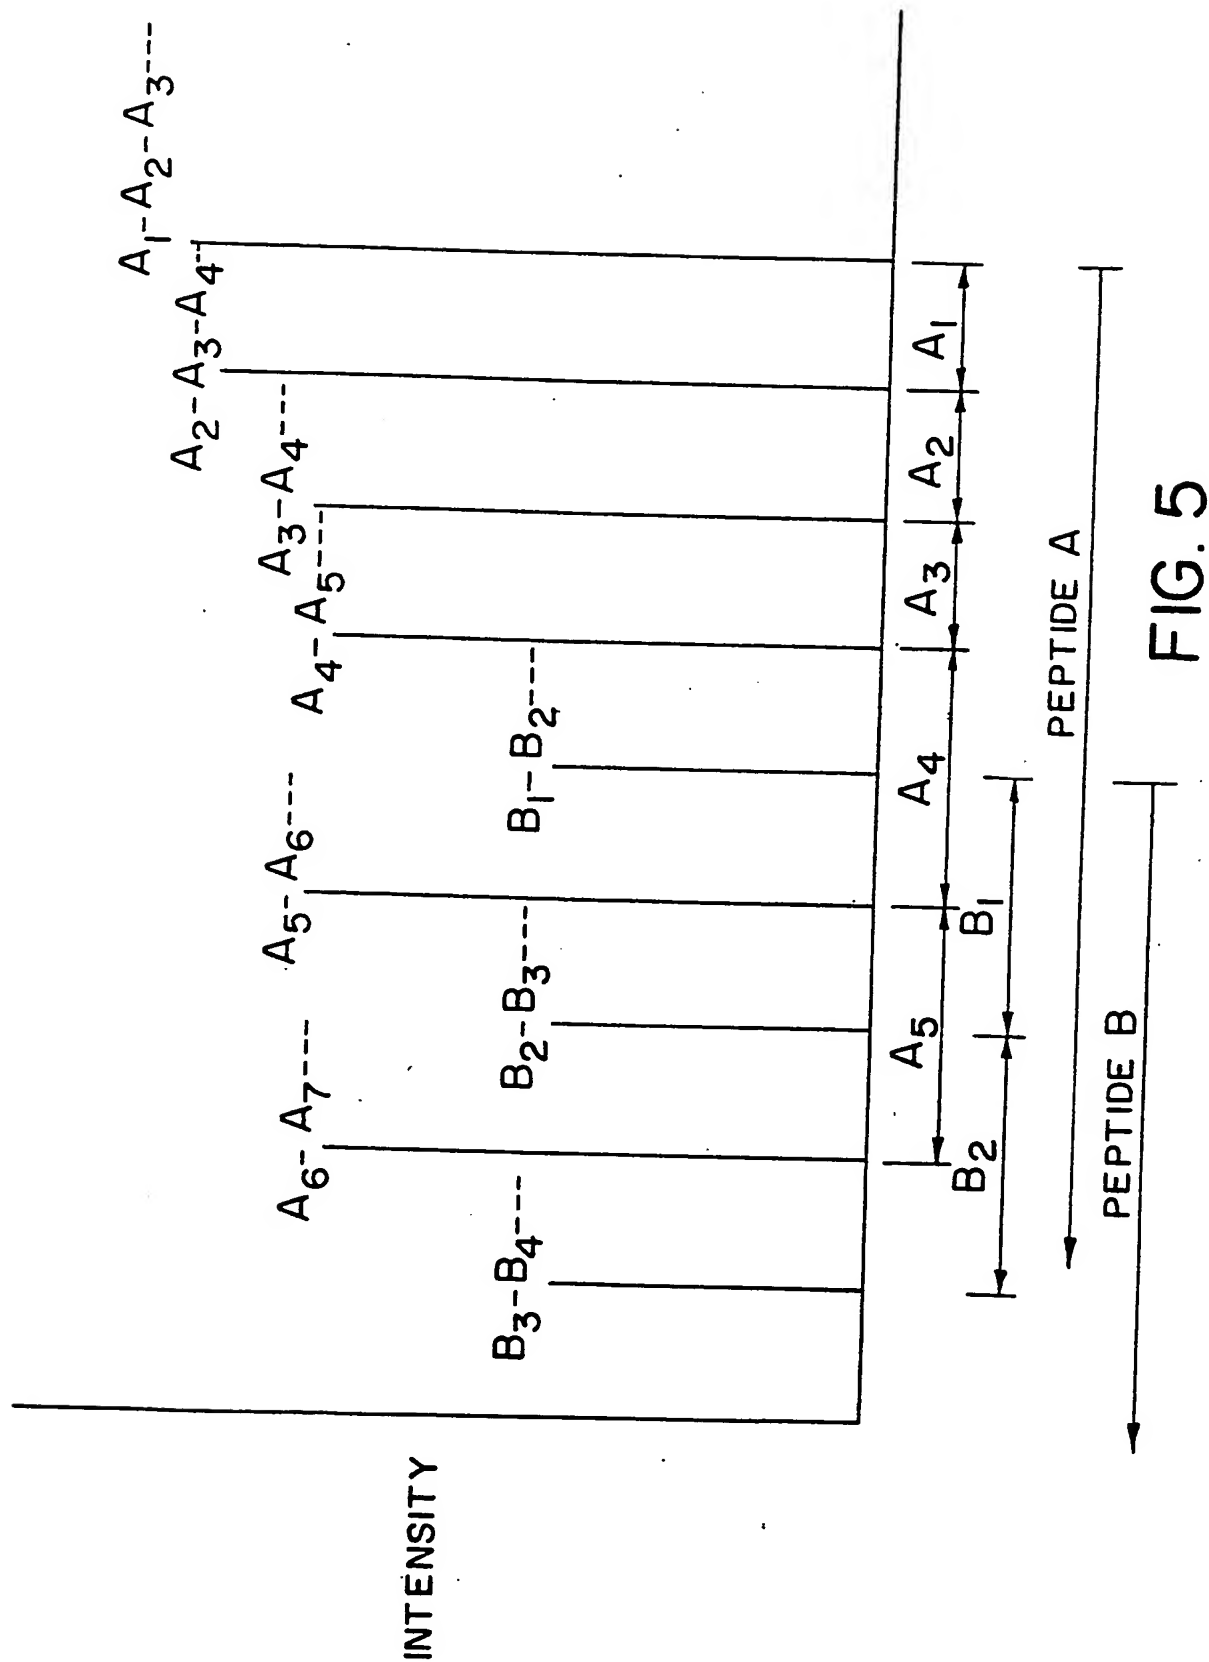 INTENSITY
A1-A2-A3----
A2-A3-A4--
A3-A4----
A4-A5-----
A5-A6----
A6-A7----
B1-B2----
B2-B3----
B3-B4----
A5
A4
A3
A2
A1
B2
B1
PEPTIDE A
PEPTIDE B
FIG. 5